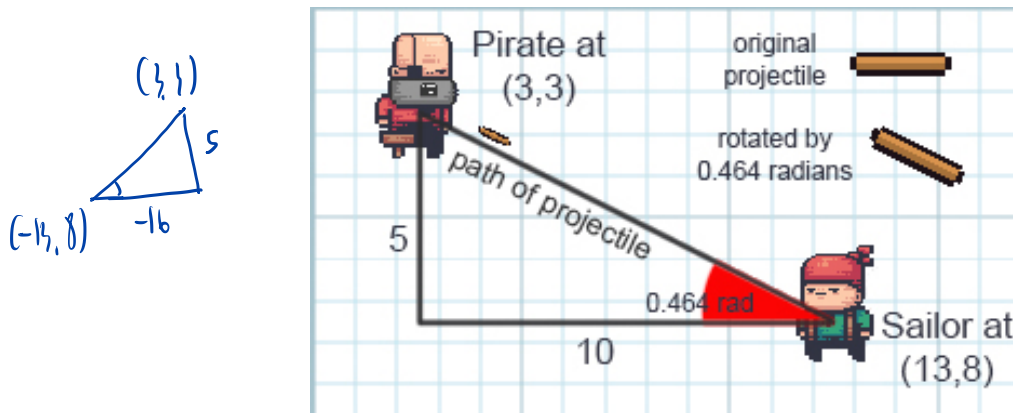 (3,3)
5
-16
(-13,8)
Pirate at
(3,3)
original
projectile
rotated by
0.464 radians
path of projectile
5
0.464 rad
10
Sailor at
(13,8)